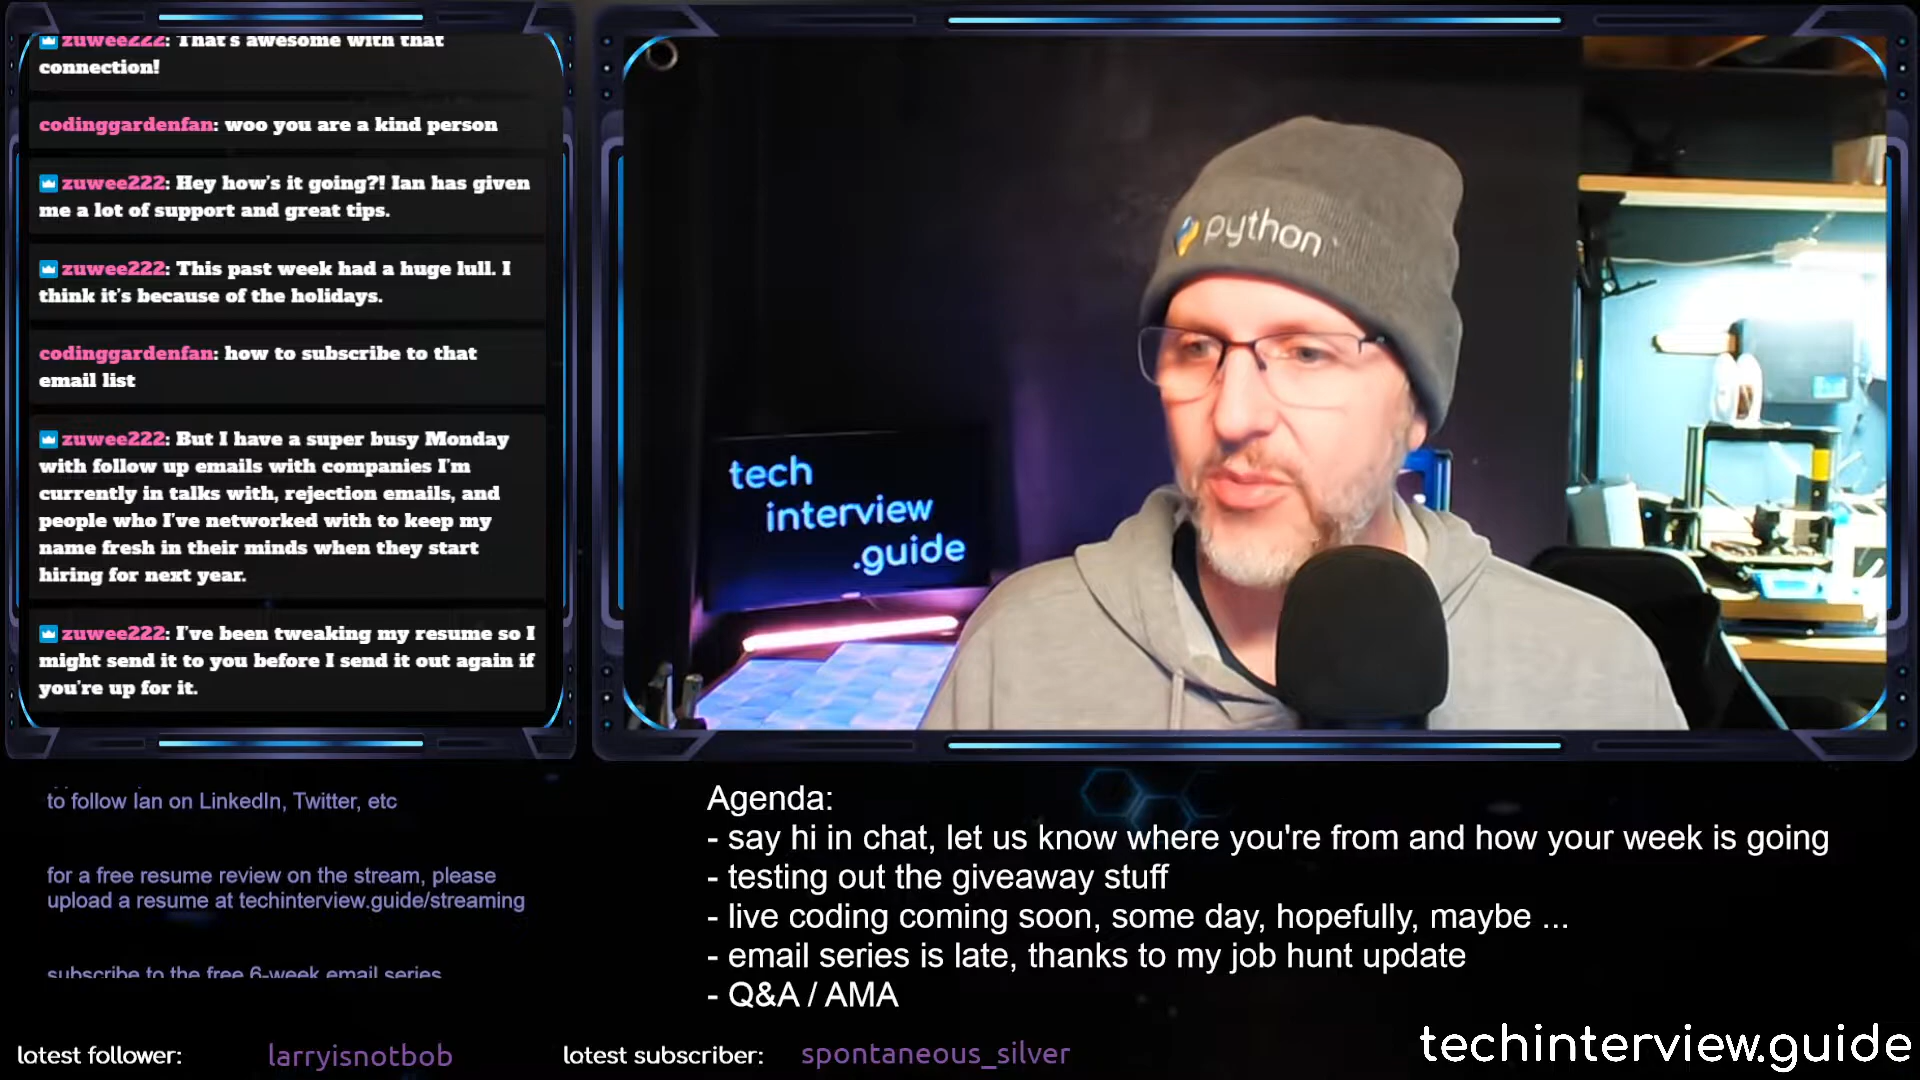 zuwee222: That's awesome with that
connection!
codinggardenfan: woo you are a kind person
zuwee222: Hey how's it going?! Ian has given
me a lot of support and great tips.
zuwee222: This past week had a huge lull. I
think it's because of the holidays.
codinggardenfan: how to subscribe to that
email list
zuwee222: But I have a super busy Monday
with follow up emails with companies I'm
currently in talks with, rejection emails, and
people who I've networked with to keep my
name fresh in their minds when they start
hiring for next year.
zuwee222: I've been tweaking my resume so I
might send it to you before I send it out again if
you're up for it.
python
tech
interview
.guide
to follow Ian on LinkedIn, Twitter, etc
for a free resume review on the stream, please
upload a resume at techinterview.guide/streaming
subscribe to the free 6-week email series
Agenda:
- say hi in chat, let us know where you're from and how your week is going
- testing out the giveaway stuff
- live coding coming soon, some day, hopefully, maybe ...
- email series is late, thanks to my job hunt update
- Q&A / AMA
latest follower: larryisnotbob
latest subscriber: spontaneous_silver
techinterview.guide